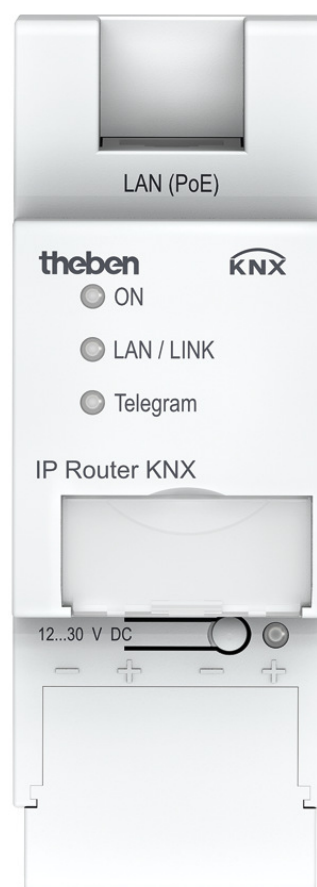 LAN (PoE)
theben KNX
ON
LAN / LINK
Telegram
IP Router KNX
12...30 V DC
− + − +